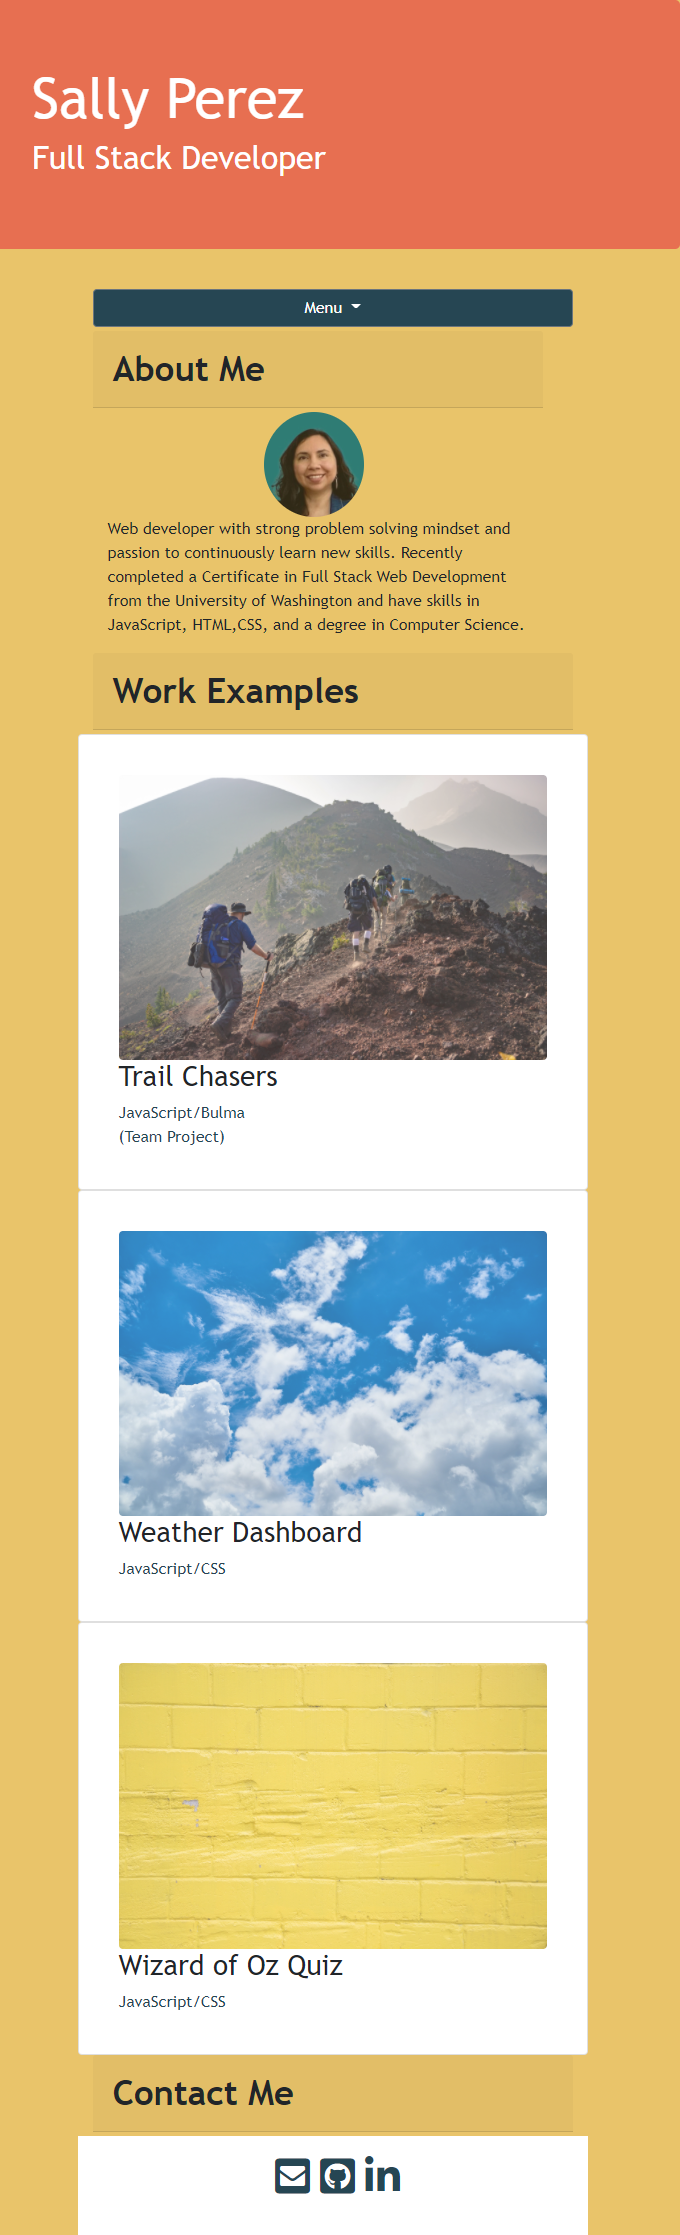 Sally Perez
Full Stack Developer
Menu
About Me
Web developer with strong problem solving mindset and
passion to continuously learn new skills. Recently
completed a Certificate in Full Stack Web Development
from the University of Washington and have skills in
JavaScript, HTML,CSS, and a degree in Computer Science.
Work Examples
Trail Chasers
JavaScript/Bulma
(Team Project)
Weather Dashboard
JavaScript/CSS
Wizard of Oz Quiz
JavaScript/CSS
Contact Me
in